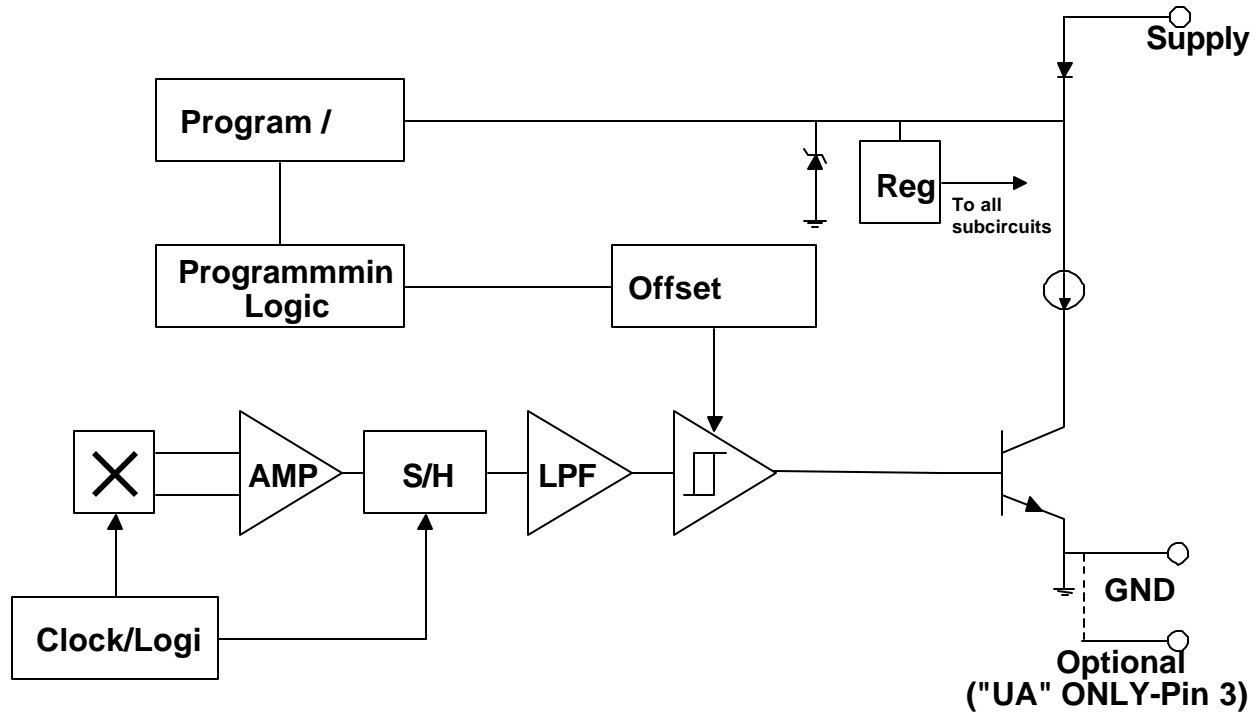 Supply
Program /
Reg
To all
subcircuits
Programmmin
Logic
Offset
AMP
S/H
LPF
Clock/Logi
GND
Optional
("UA" ONLY-Pin 3)